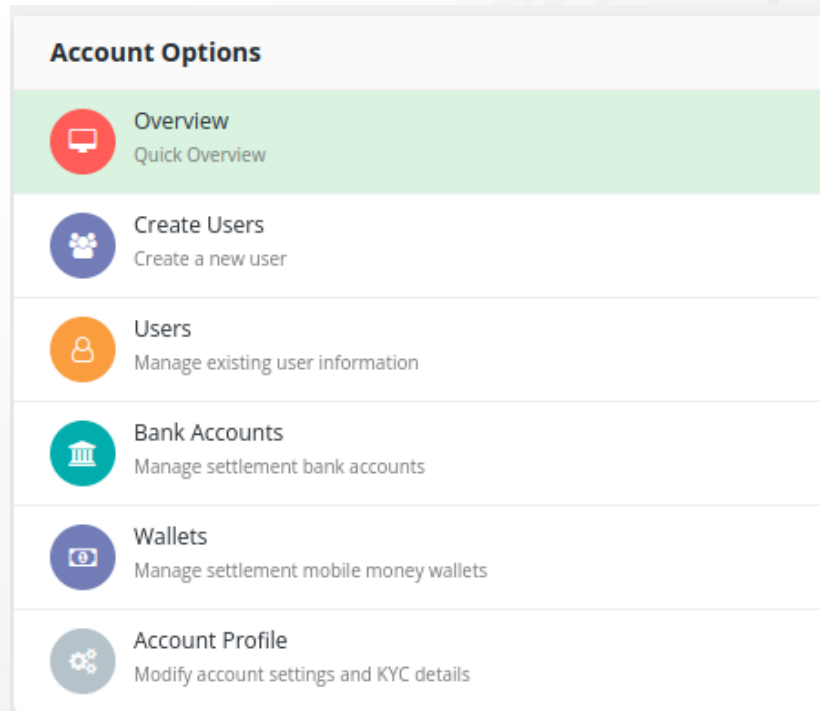 Account Options
Overview
Quick Overview
Create Users
Create a new user
Users
Manage existing user information
Bank Accounts
Manage settlement bank accounts
Wallets
Manage settlement mobile money wallets
Account Profile
Modify account settings and KYC details